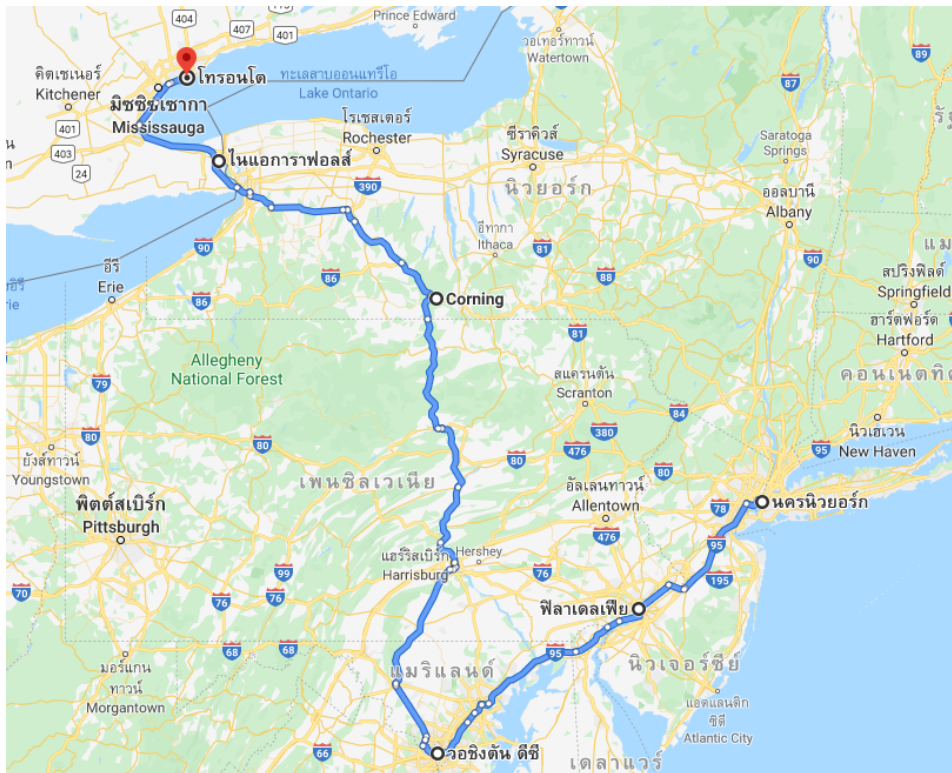 404
Prince Edward
407
401
วอเทอร์ทาวน์
Watertown
89
โทรอนโต
คิตเชเนอร์
Kitchener
ทะเลสาบออนแทรีโอ
Lake Ontario
87
มิซซิซเซากา
Mississauga
401
403
24
โรเชสเตอร์
Rochester
ซีราคิวส์
Syracuse
Saratoga
Springs
ไนแอการาฟอลส์
390
นิวยอร์ก
ออลบานี
Albany
90
อีทากา
Ithaca
81
90
อีรี
Erie
86
86
88
สปริงฟิลด์
Springfield
Corning
81
ฮาร์ตฟอร์ด
Hartford
Allegheny
National Forest
79
สแครนตัน
Scranton
84
380
476
80
80
80
80
95
นิวเฮเวน
New Haven
ยังส์ทาวน์
Youngstown
เพนซิลเวเนีย
อัลเลนทาวน์
Allentown
78
นครนิวยอร์ก
พิตต์สเบิร์ก
Pittsburgh
476
95
แฮร์ริสเบิร์ก
Harrisburg
Hershey
99
76
195
70
76
76
ฟิลาเดลเฟีย
68
68
95
แมริแลนด์
นิวเจอร์ซีย์
มอร์แกน
ทาวน์
Morgantown
แอตแลนติก
ซิตี
Atlantic City
66
วอชิงตัน ดีซี
เดลาแวร์